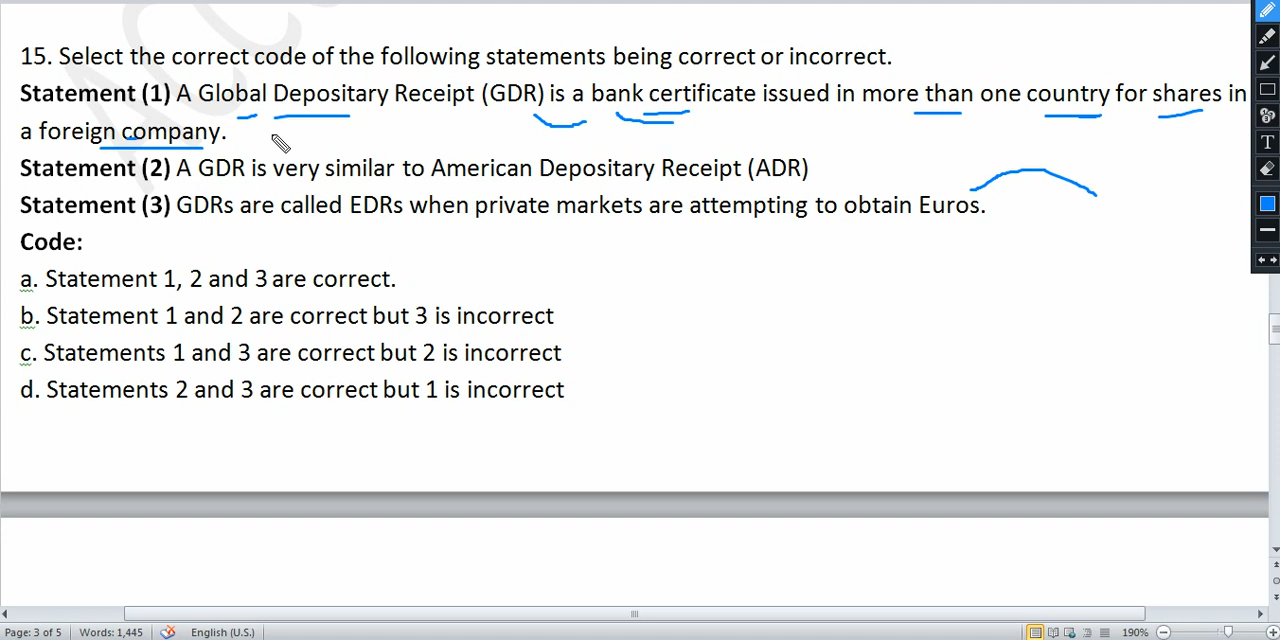 15. Select the correct code of the following statements being correct or incorrect.
Statement (1) A Global Depositary Receipt (GDR) is a bank certificate issued in more than one country for shares in
a foreign company.
Statement (2) A GDR is very similar to American Depositary Receipt (ADR)
Statement (3) GDRs are called EDRs when private markets are attempting to obtain Euros.
Code:
a. Statement 1, 2 and 3 are correct.
b. Statement 1 and 2 are correct but 3 is incorrect
c. Statements 1 and 3 are correct but 2 is incorrect
d. Statements 2 and 3 are correct but 1 is incorrect
Page: 3 of 5 Words: 1,445 English (U.S.) 190%